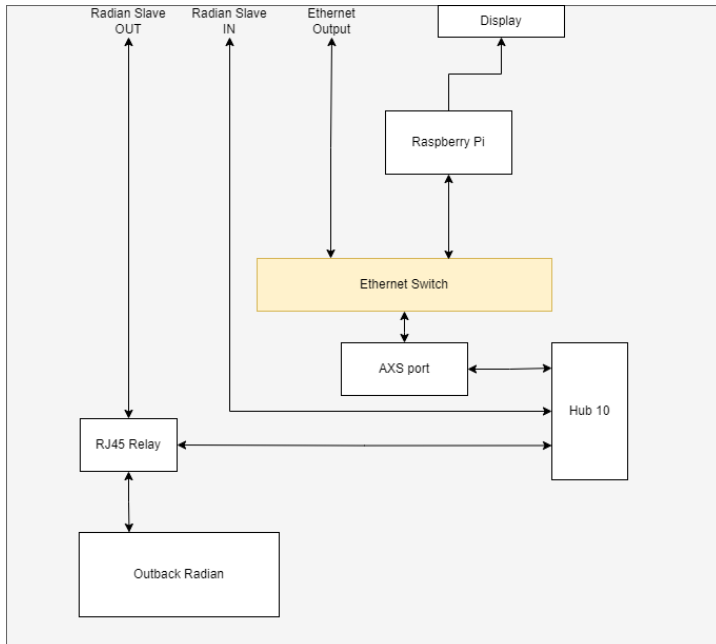 Radian Slave
OUT
Radian Slave
IN
Ethernet
Output
Display
Raspberry Pi
Ethernet Switch
AXS port
Hub 10
RJ45 Relay
Outback Radian